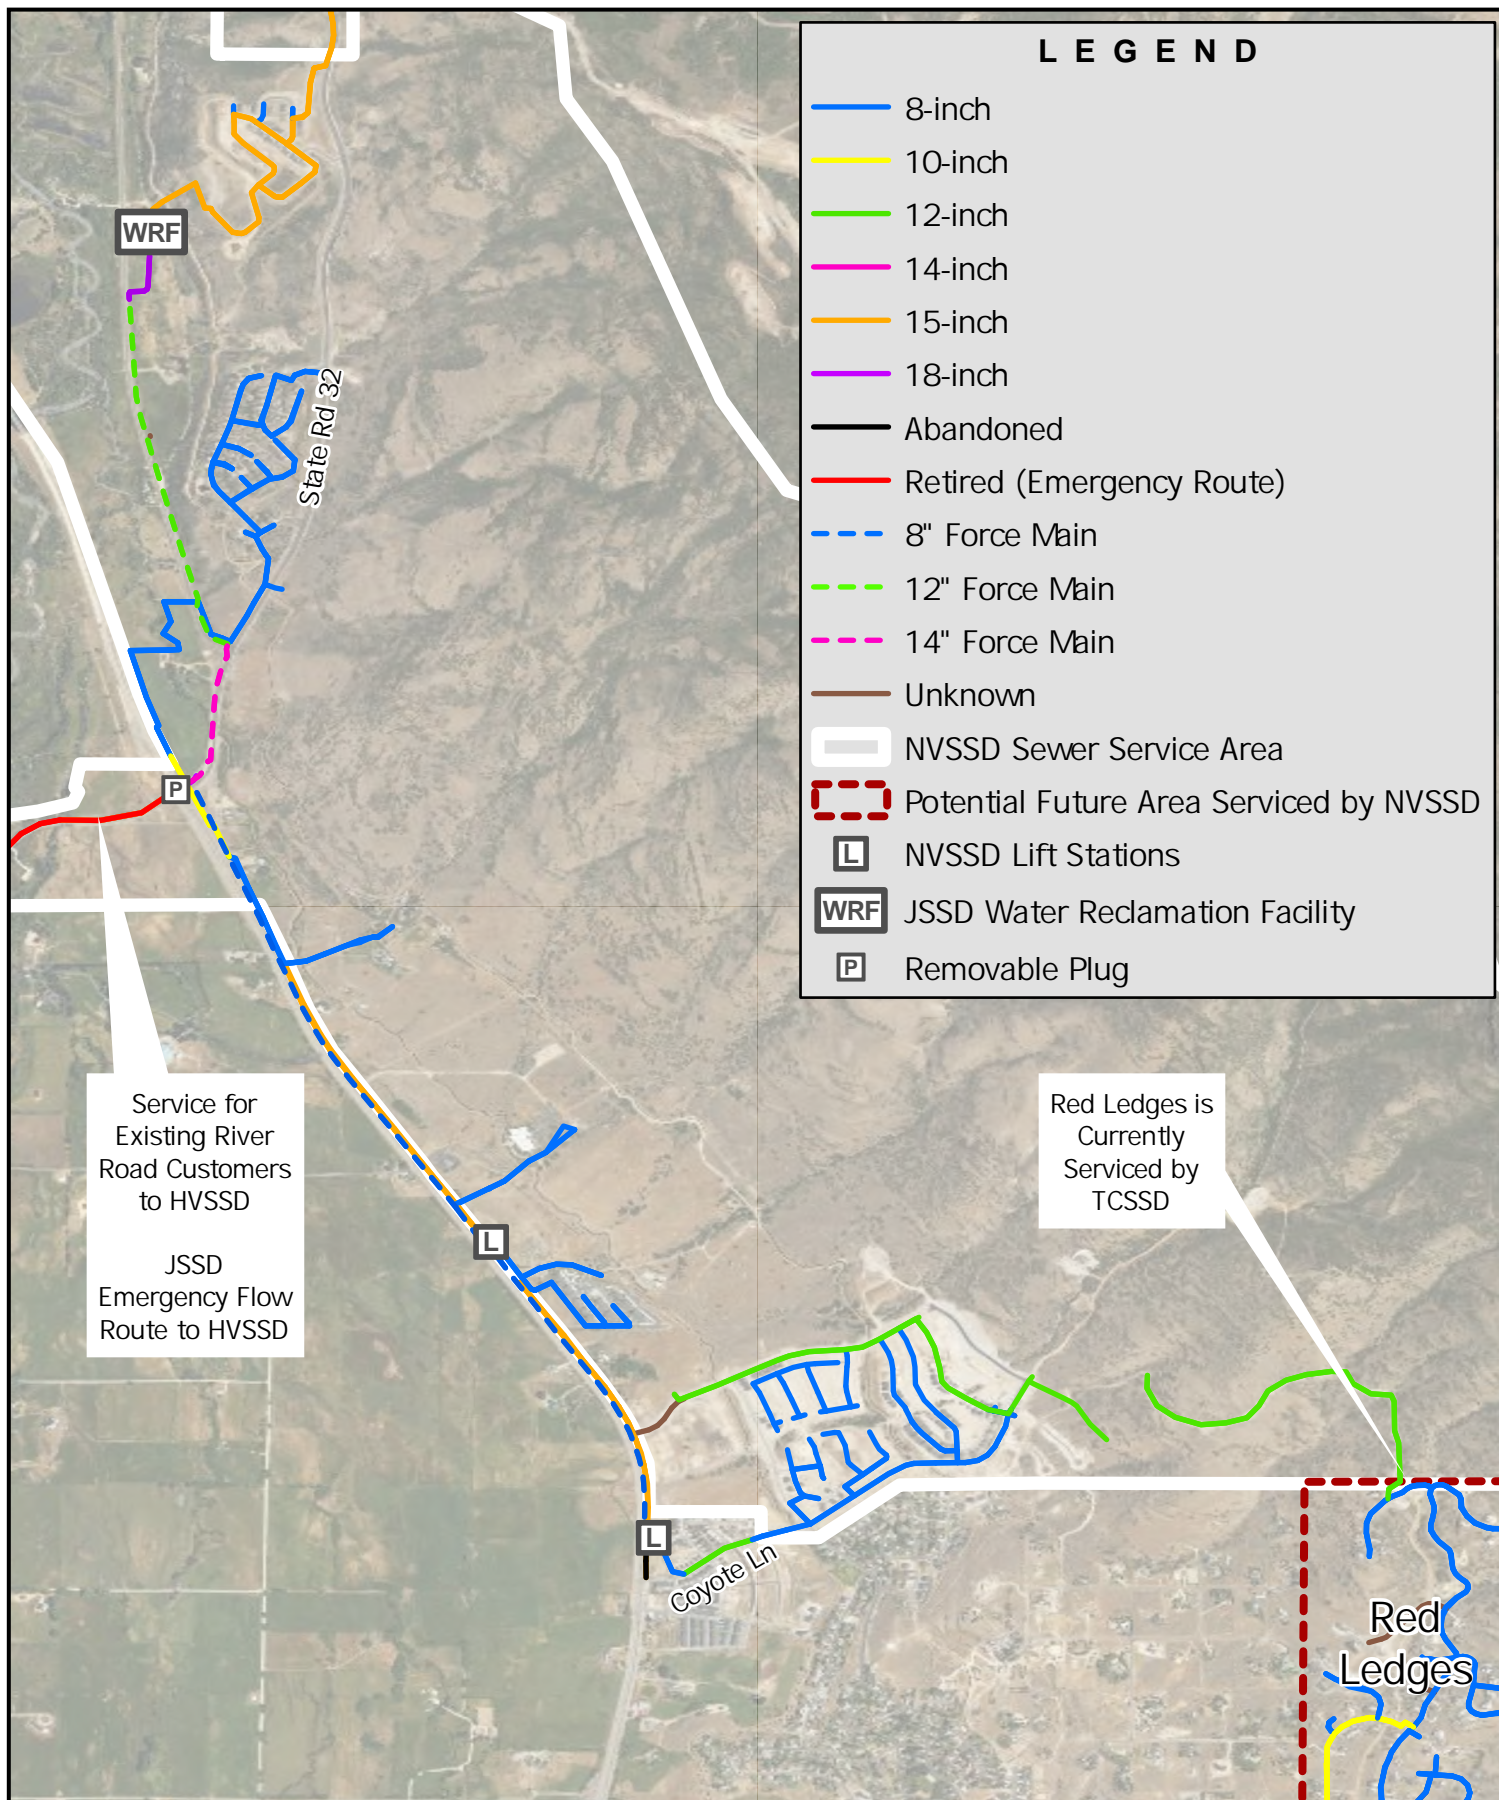 L E G E N D
8-inch
10-inch
12-inch
14-inch
15-inch
18-inch
Abandoned
Retired (Emergency Route)
8" Force Main
12" Force Main
14" Force Main
Unknown
NVSSD Sewer Service Area
Potential Future Area Serviced by NVSSD
L NVSSD Lift Stations
WRF JSSD Water Reclamation Facility
P Removable Plug
WRF
State Rd 32
P
Service for
Existing River
Road Customers
to HVSSD
JSSD
Emergency Flow
Route to HVSSD
Red Ledges is
Currently
Serviced by
TCSSD
L
L
Coyote Ln
Red
Ledges